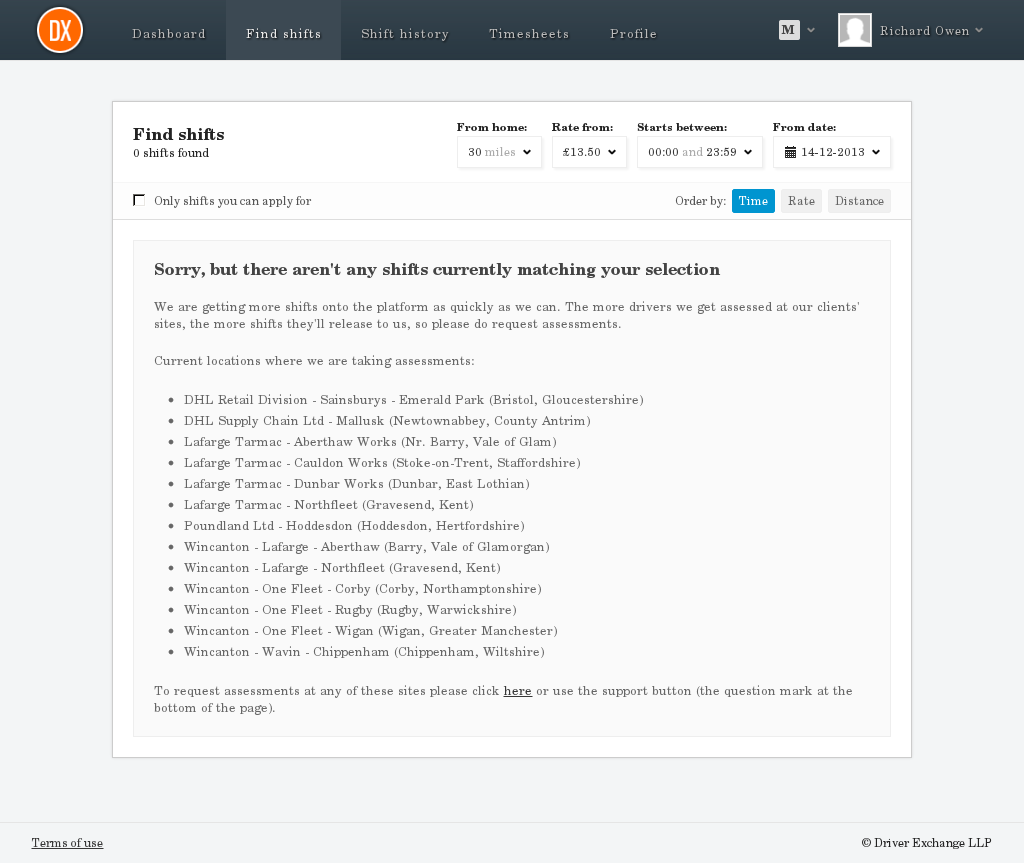 DX
Dashboard
Find shifts
Shift history
Timesheets
Profile
M
Richard Owen
Find shifts
0 shifts found
From home:
30 miles
Rate from:
£13.50
Starts between:
00:00 and 23:59
From date:
14-12-2013
Only shifts you can apply for
Order by: Time Rate Distance
Sorry, but there aren't any shifts currently matching your selection
We are getting more shifts onto the platform as quickly as we can. The more drivers we get assessed at our clients'
sites, the more shifts they'll release to us, so please do request assessments.
Current locations where we are taking assessments:
• DHL Retail Division - Sainsburys - Emerald Park (Bristol, Gloucestershire)
• DHL Supply Chain Ltd - Mallusk (Newtownabbey, County Antrim)
• Lafarge Tarmac - Aberthaw Works (Nr. Barry, Vale of Glam)
• Lafarge Tarmac - Cauldon Works (Stoke-on-Trent, Staffordshire)
• Lafarge Tarmac - Dunbar Works (Dunbar, East Lothian)
• Lafarge Tarmac - Northfleet (Gravesend, Kent)
• Poundland Ltd - Hoddesdon (Hoddesdon, Hertfordshire)
• Wincanton - Lafarge - Aberthaw (Barry, Vale of Glamorgan)
• Wincanton - Lafarge - Northfleet (Gravesend, Kent)
• Wincanton - One Fleet - Corby (Corby, Northamptonshire)
• Wincanton - One Fleet - Rugby (Rugby, Warwickshire)
• Wincanton - One Fleet - Wigan (Wigan, Greater Manchester)
• Wincanton - Wavin - Chippenham (Chippenham, Wiltshire)
To request assessments at any of these sites please click here or use the support button (the question mark at the
bottom of the page).
Terms of use
© Driver Exchange LLP